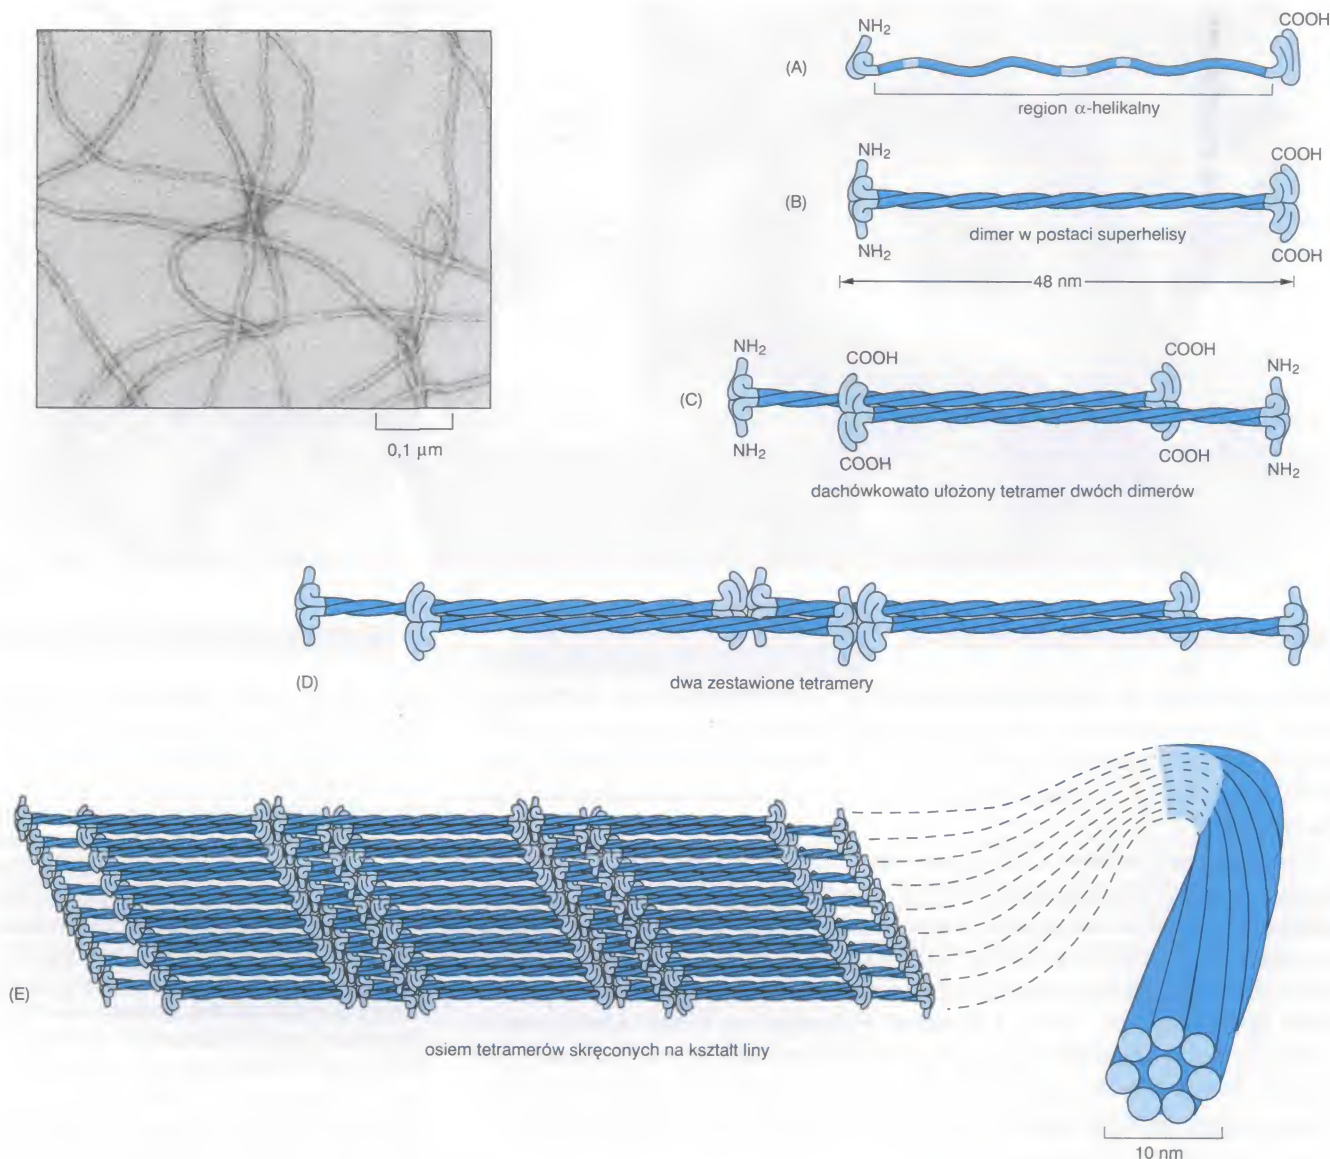 0,1 μm
NH₂
COOH
(A)
region α-helikalny
NH₂
COOH
(B)
dimer w postaci superhelisy
NH₂
COOH
48 nm
NH₂
COOH
COOH
NH₂
(C)
NH₂
COOH
COOH
NH₂
dachówkowato ułożony tetramer dwóch dimerów
(D)
dwa zestawione tetramery
(E)
osiem tetramerów skręconych na kształt liny
10 nm